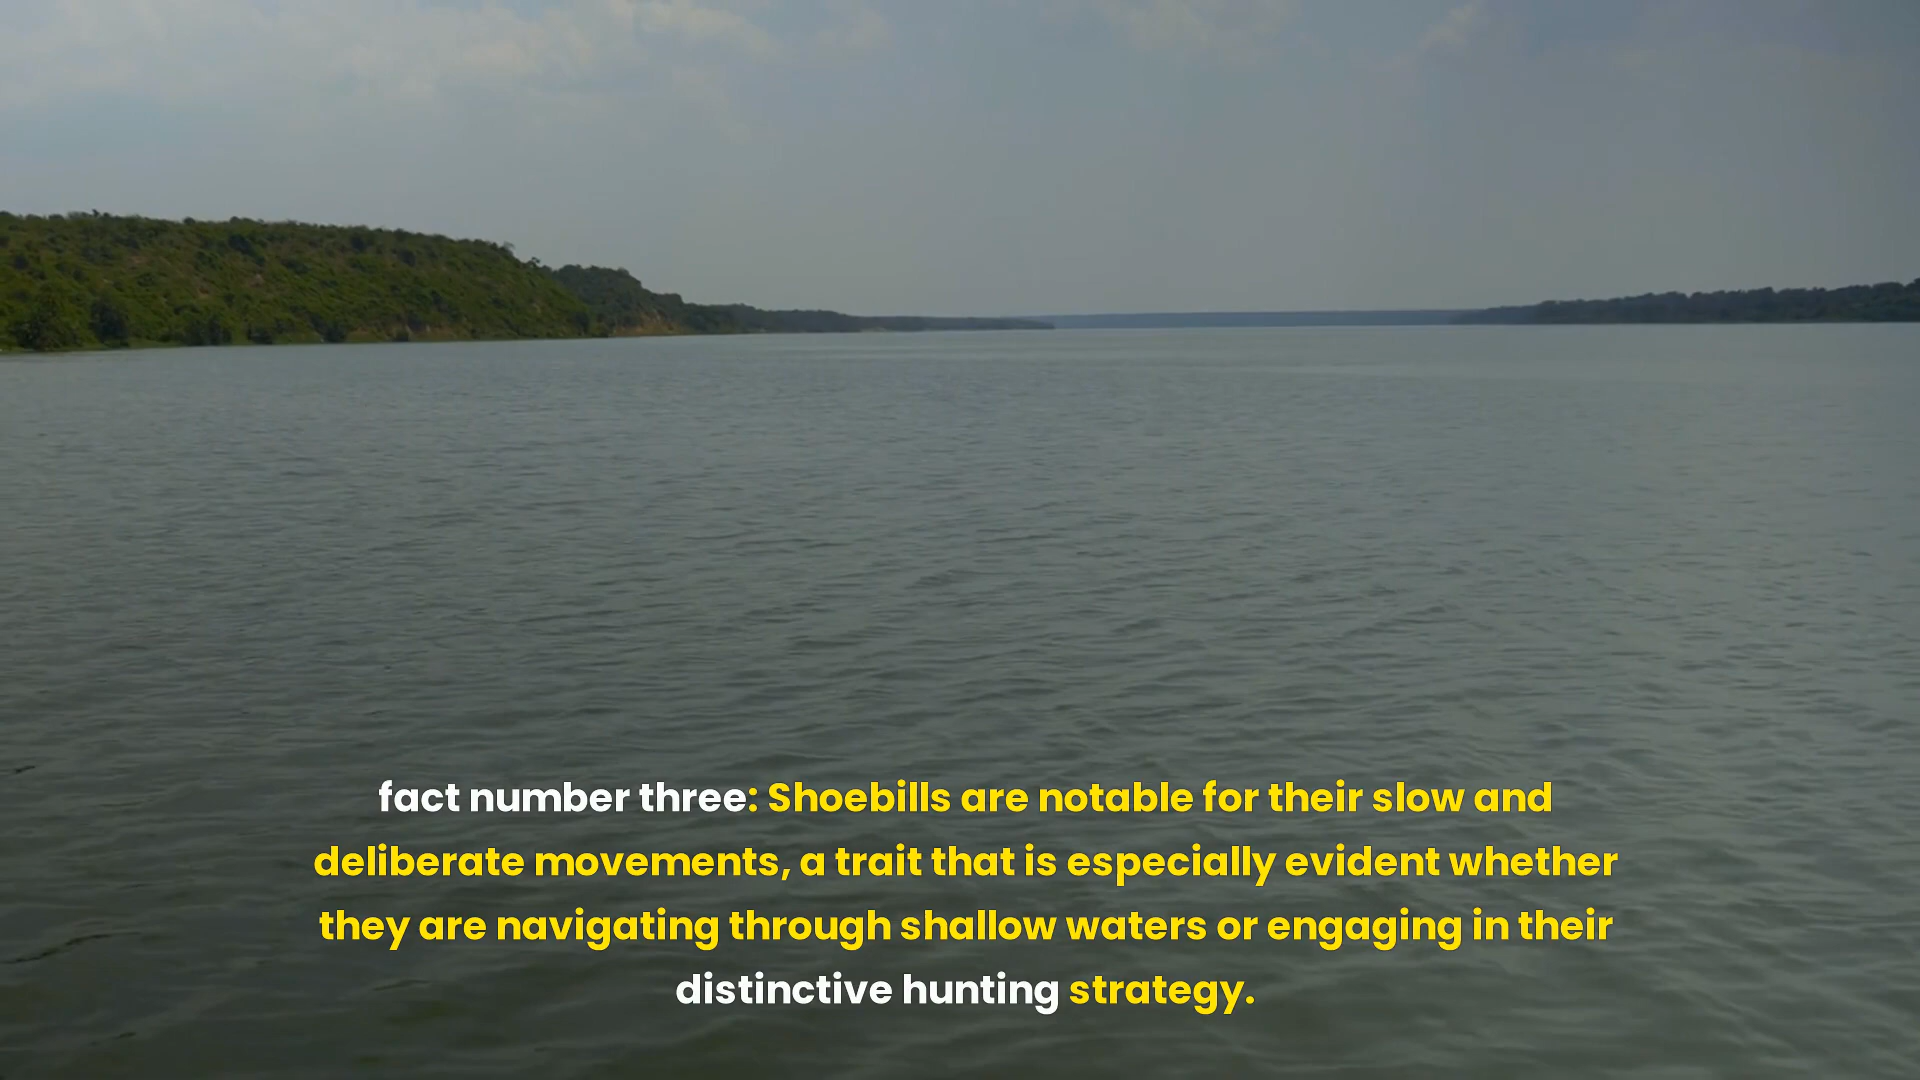 fact number three: Shoebills are notable for their slow and
deliberate movements, a trait that is especially evident whether
they are navigating through shallow waters or engaging in their
distinctive hunting strategy.